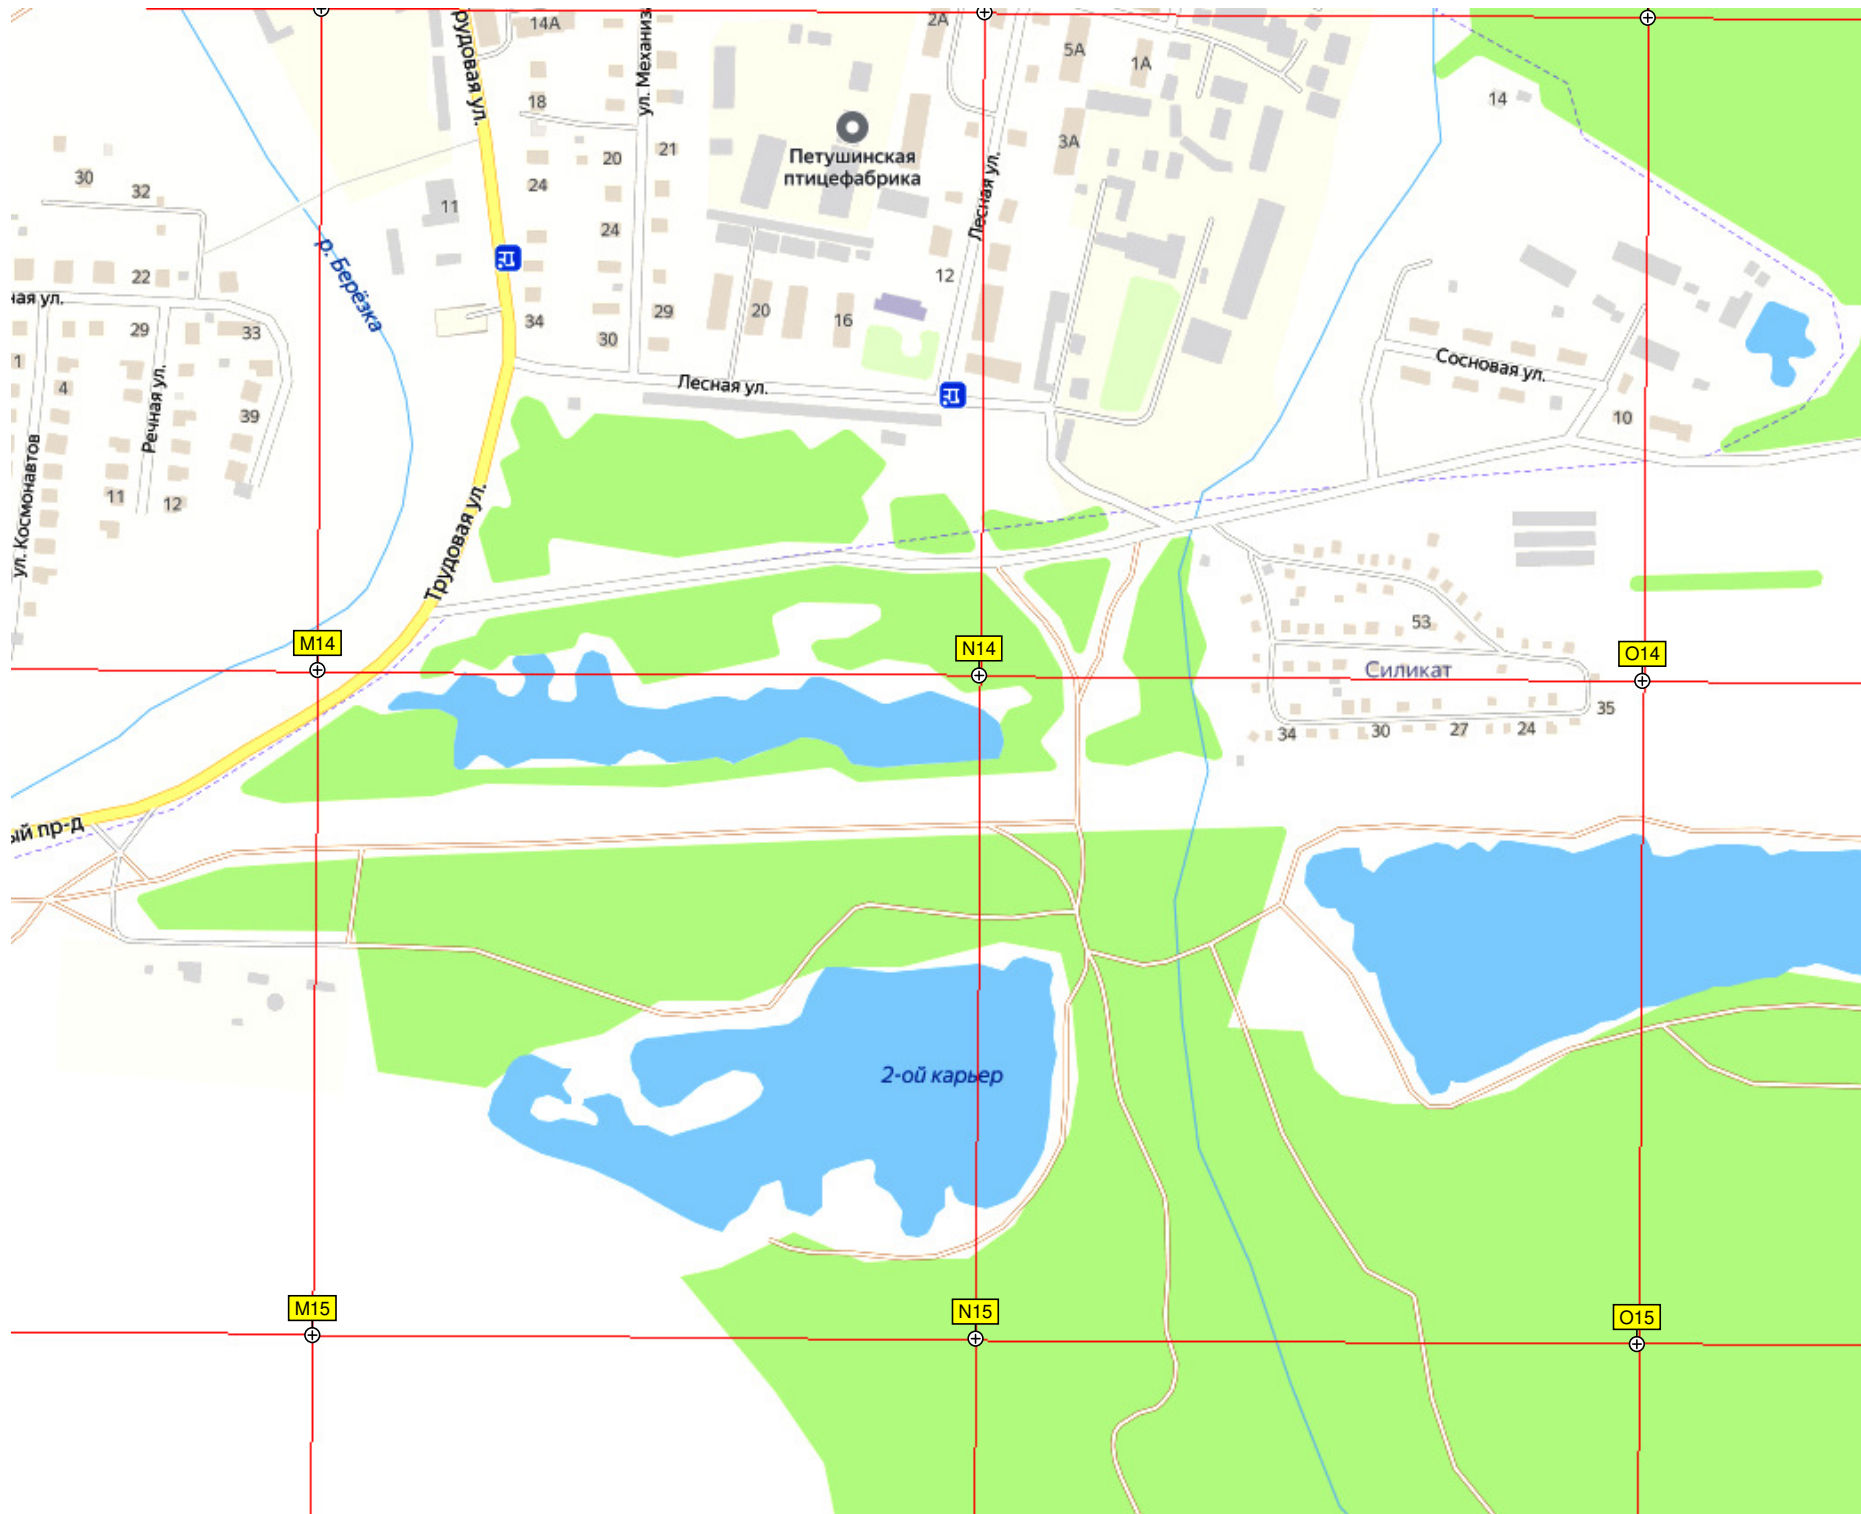 14А
2А
5А
1А
14
рудовая ул.
ул. Механиз
18
3А
20
21
Петушинская
птицефабрика
30
32
24
11
Лесная ул.
24
р. Берёзка
22
12
ная ул.
29
33
34
20
16
29
30
1
4
Речная ул.
39
Лесная ул.
Сосновая ул.
10
ул. Космонавтов
11
12
Трудовая ул.
53
M14
N14
O14
Силикат
35
34
30
27
24
ый пр-д
2-ой карьер
M15
N15
O15